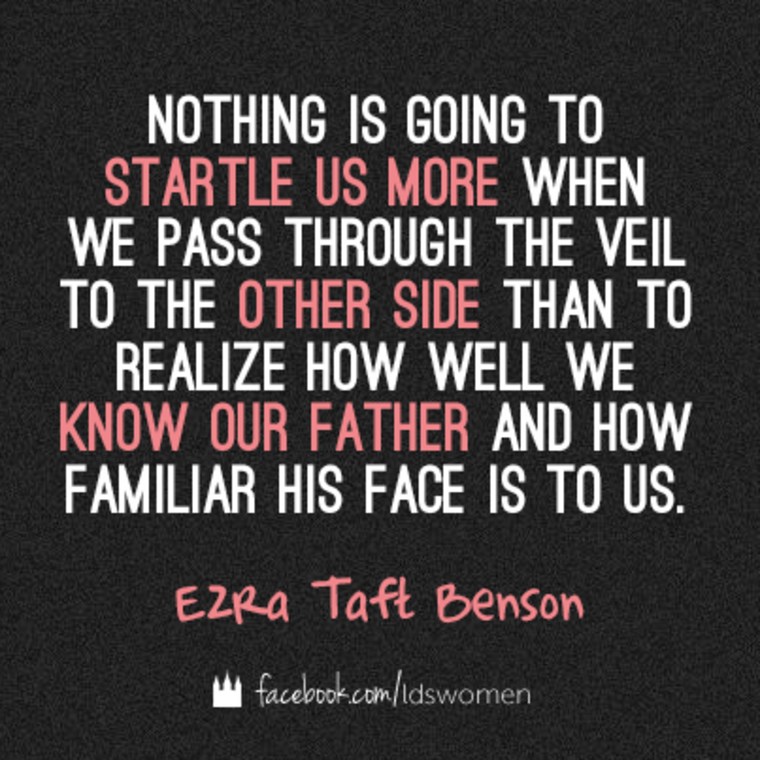 NOTHING IS GOING TO
STARTLE US MORE WHEN
WE PASS THROUGH THE VEIL
TO THE OTHER SIDE THAN TO
REALIZE HOW WELL WE
KNOW OUR FATHER AND HOW
FAMILIAR HIS FACE IS TO US.
Ezra Taft Benson
facebook.com/ldswomen